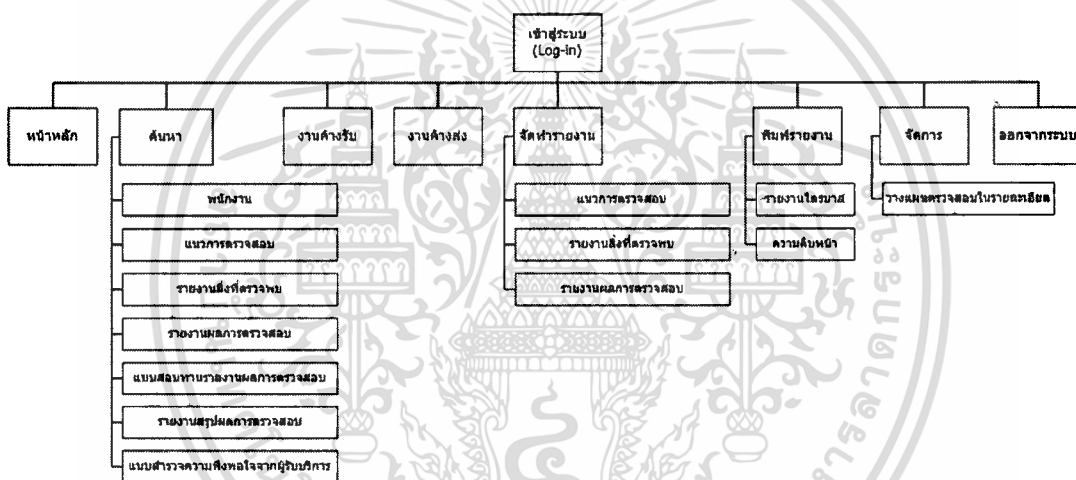 เข้าสู่ระบบ
(Log-in)
หน้าหลัก
ค้นหา
งานค้างรับ
งานค้างส่ง
จัดทำรายงาน
พิมพ์รายงาน
จัดการ
ออกจากระบบ
พนักงาน
แนวการตรวจสอบ
รายงานสิ่งที่ตรวจพบ
รายงานผลการตรวจสอบ
แบบสอบทานรายงานผลการตรวจสอบ
รายงานสรุปผลการตรวจสอบ
แบบสำรวจความพึงพอใจจากผู้รับบริการ
แนวการตรวจสอบ
รายงานสิ่งที่ตรวจพบ
รายงานผลการตรวจสอบ
รายงานไตรมาส
ความคืบหน้า
วางแผนตรวจสอบในรายละเอียด